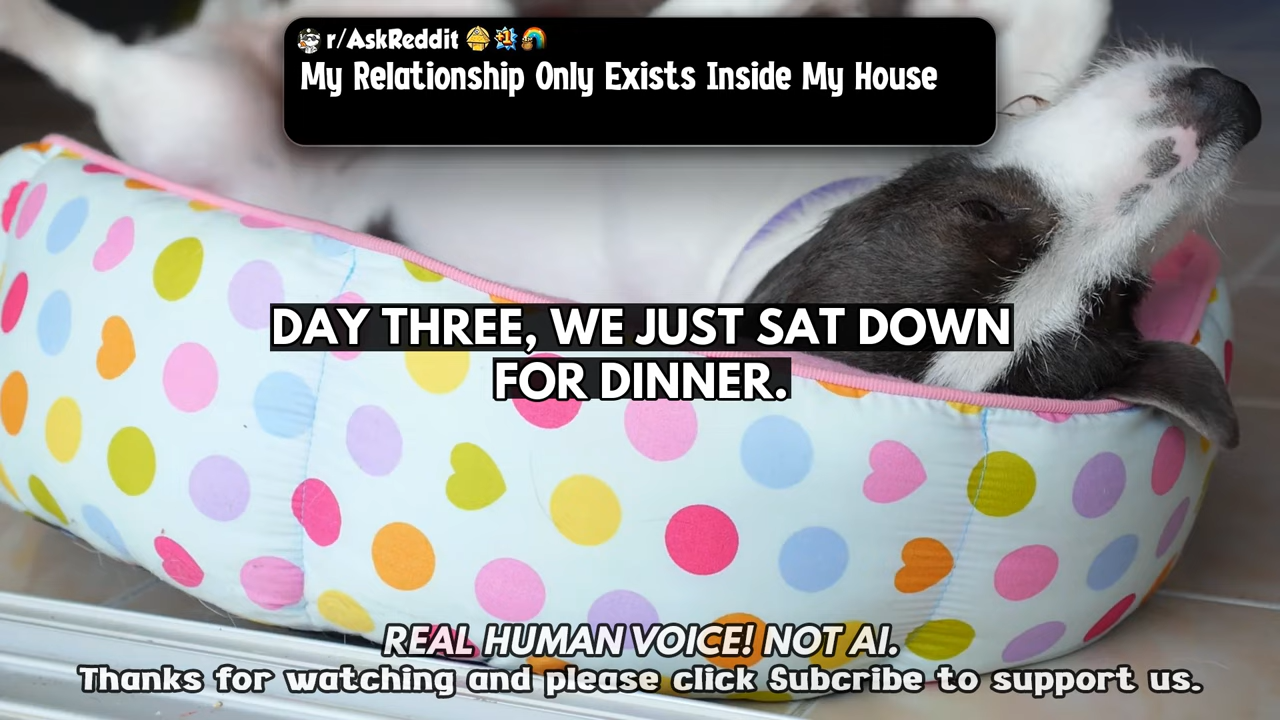 r/AskReddit
My Relationship Only Exists Inside My House
DAY THREE, WE JUST SAT DOWN
FOR DINNER.
REAL HUMAN VOICE! NOT AI.
Thanks for watching and please click Subcribe to support us.